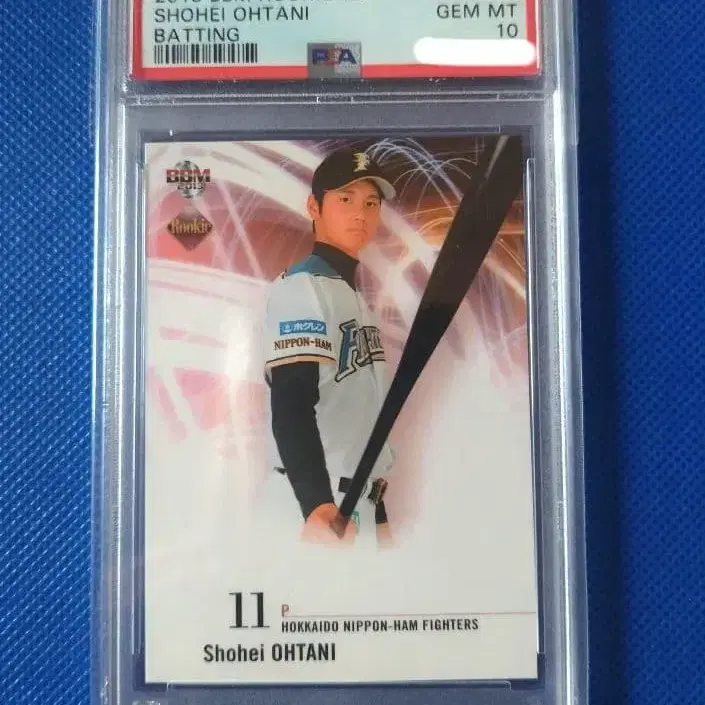 SHOHEI OHTANI
GEM MT
BATTING
10
PSA
BBM
2013
Rookie
ホクレン
NIPPON-HAM
11
P
HOKKAIDO NIPPON-HAM FIGHTERS
Shohei OHTANI